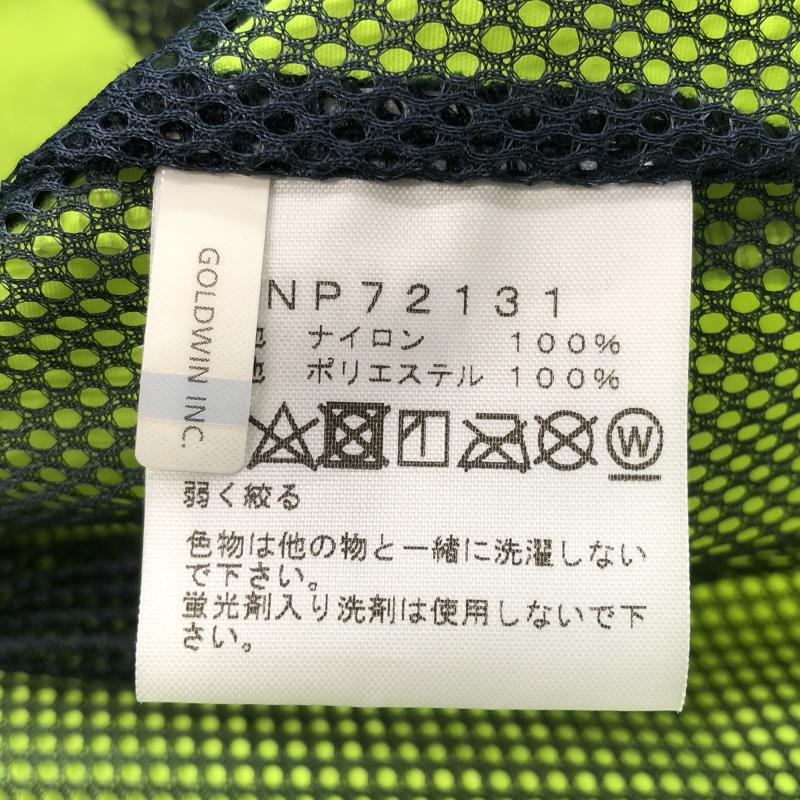 GOLDWIN INC.
NP72131
地 ナイロン 100%
地 ポリエステル 100%
W
弱く絞る
色物は他の物と一緒に洗濯しない
で下さい。
蛍光剤入り洗剤は使用しないで下
さい。